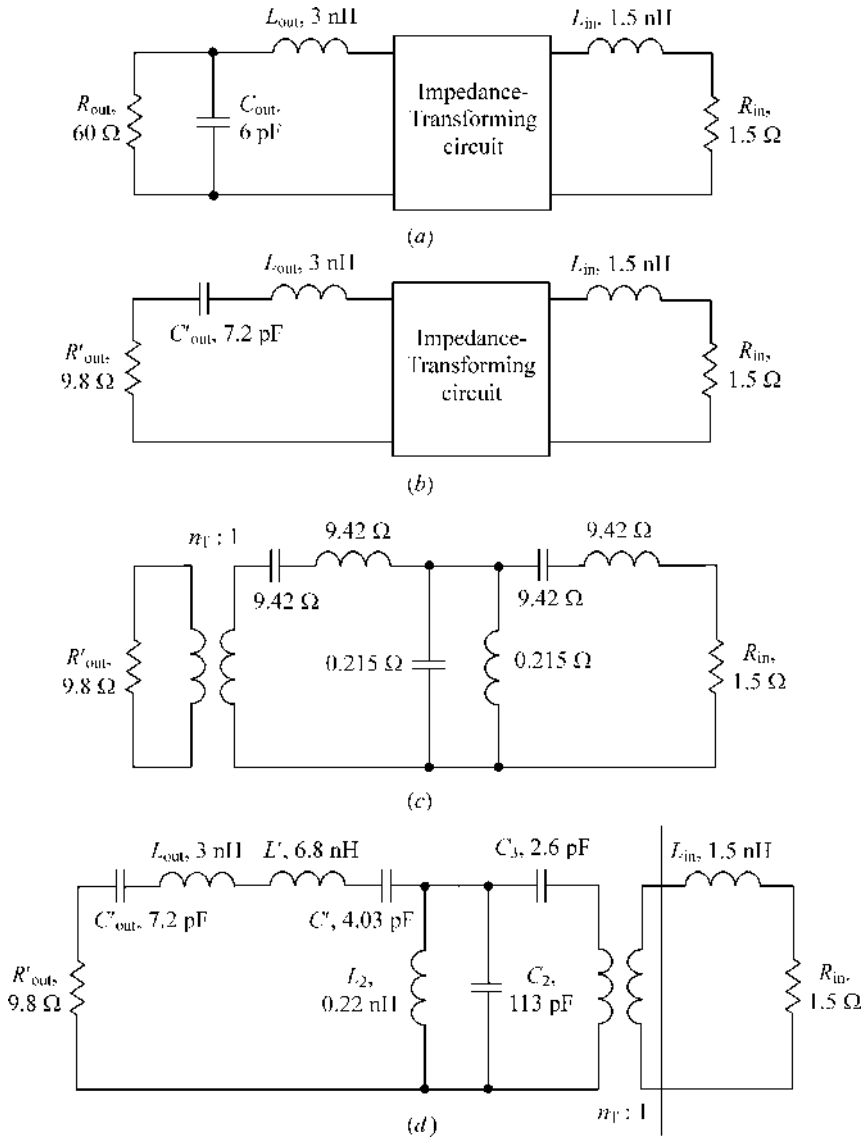 L_out, 3 nH
L_in, 1.5 nH
R_out,
60 Ω
C_out,
6 pF
Impedance-
Transforming
circuit
R_in,
1.5 Ω
(a)
L_out, 3 nH
L_in, 1.5 nH
C'_out, 7.2 pF
R'_out,
9.8 Ω
Impedance-
Transforming
circuit
R_in,
1.5 Ω
(b)
n_T : 1
9.42 Ω
9.42 Ω
9.42 Ω
9.42 Ω
R'_out,
9.8 Ω
0.215 Ω
0.215 Ω
R_in,
1.5 Ω
(c)
L_out, 3 nH
L', 6.8 nH
C_3, 2.6 pF
L_in, 1.5 nH
C'_out, 7.2 pF
C', 4.03 pF
R'_out,
9.8 Ω
L_2,
0.22 nH
C_2,
113 pF
R_in,
1.5 Ω
n_T : 1
(d)